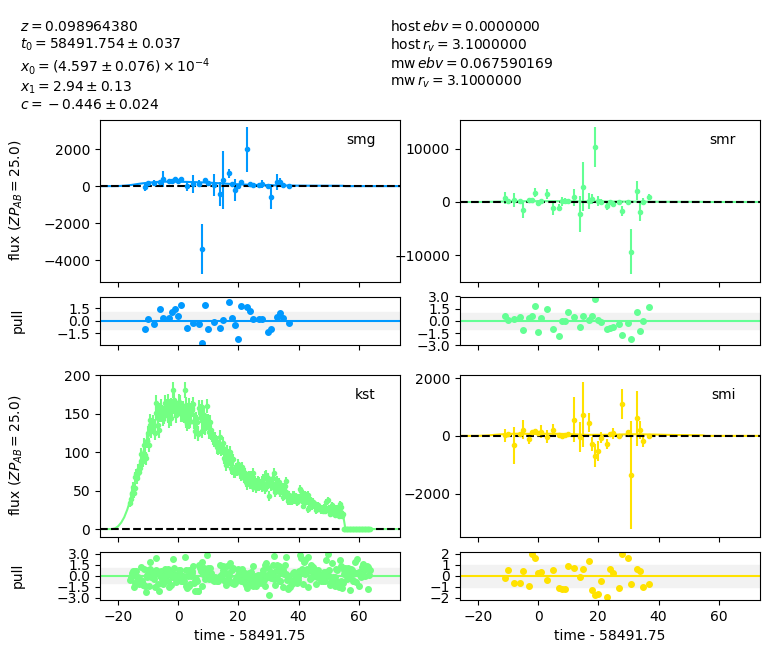 z = 0.098964380
t₀ = 58491.754 ± 0.037
x₀ = (4.597 ± 0.076) × 10⁻⁴
x₁ = 2.94 ± 0.13
c = −0.446 ± 0.024
host ebv = 0.0000000
host r_v = 3.1000000
mw ebv = 0.067590169
mw r_v = 3.1000000
flux (ZP_AB = 25.0)
2000
0
−2000
−4000
smg
10000
0
−10000
smr
pull
1.5
0.0
−1.5
3.0
1.5
0.0
−1.5
−3.0
flux (ZP_AB = 25.0)
200
150
100
50
0
kst
2000
0
−2000
smi
pull
3.0
1.5
0.0
−1.5
−3.0
2
1
0
−1
−2
−20 0 20 40 60
−20 0 20 40 60
time - 58491.75
time - 58491.75